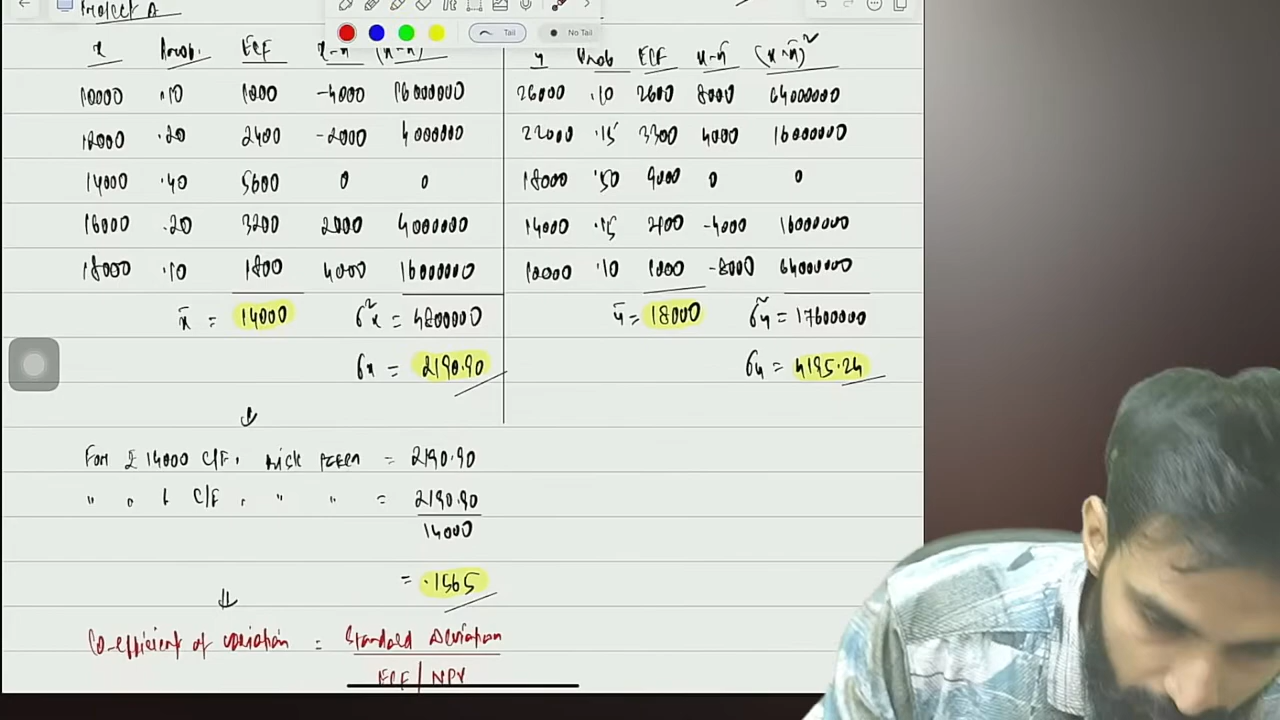 Project A
Tail No Tail
x Prob. ECF x-x̄ (x-x̄)² y Prob ECF x-x̄ (x-x̄)²
10000 .10 1000 -4000 16000000 26000 .10 2600 8000 64000000
12000 .20 2400 -2000 4000000 22000 .15 3300 4000 16000000
14000 .40 5600 0 0 18000 .50 9000 0 0
16000 .20 3200 2000 4000000 14000 .15 2100 -4000 16000000
18000 .10 1800 4000 16000000 10000 .10 1000 -8000 64000000
x̄ = 14000 σ²x = 4800000 ȳ = 18000 σ²y = 17600000
σx = 2190.90 σy = 4195.24
↓
For ₹ 14000 C/F, risk taken = 2190.90
" " 1 C/F, " " = 2190.90
14000
= .1565
↓
Co-efficient of variation = Standard Deviation
ECF / NPV